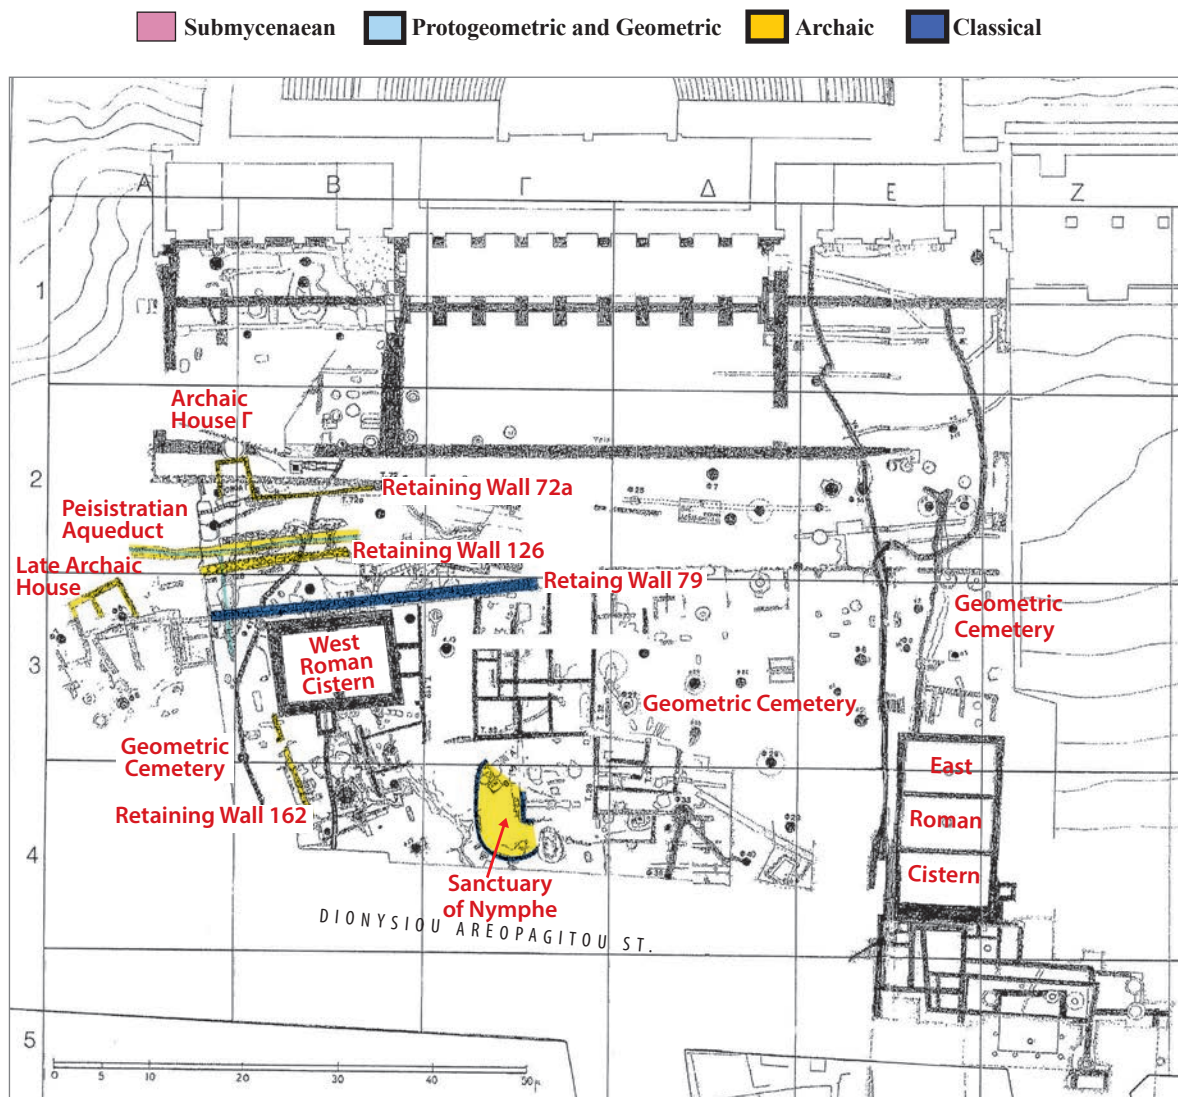 Submycenaean
Protogeometric and Geometric
Archaic
Classical
Α
Β
Γ
Δ
Ε
Ζ
1
Archaic
House Γ
2
Retaining Wall 72a
Peisistratian
Aqueduct
Retaining Wall 126
Late Archaic
House
Retaing Wall 79
Geometric
Cemetery
3
West
Roman
Cistern
Geometric Cemetery
Geometric
Cemetery
East
Retaining Wall 162
Roman
4
Cistern
Sanctuary
of Nymphe
DIONYSIOU AREOPAGITOU ST.
5
0 5 10 20 30 40 50μ